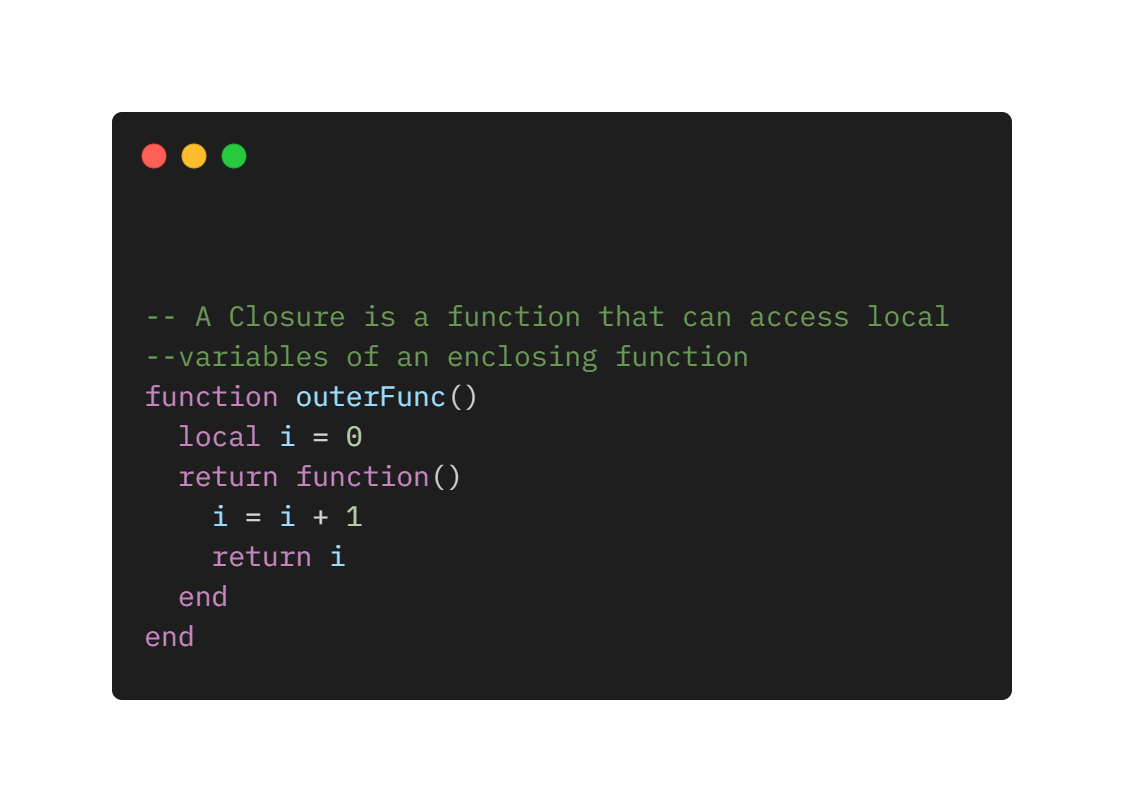 -- A Closure is a function that can access local
--variables of an enclosing function
function outerFunc()
  local i = 0
  return function()
    i = i + 1
    return i
  end
end